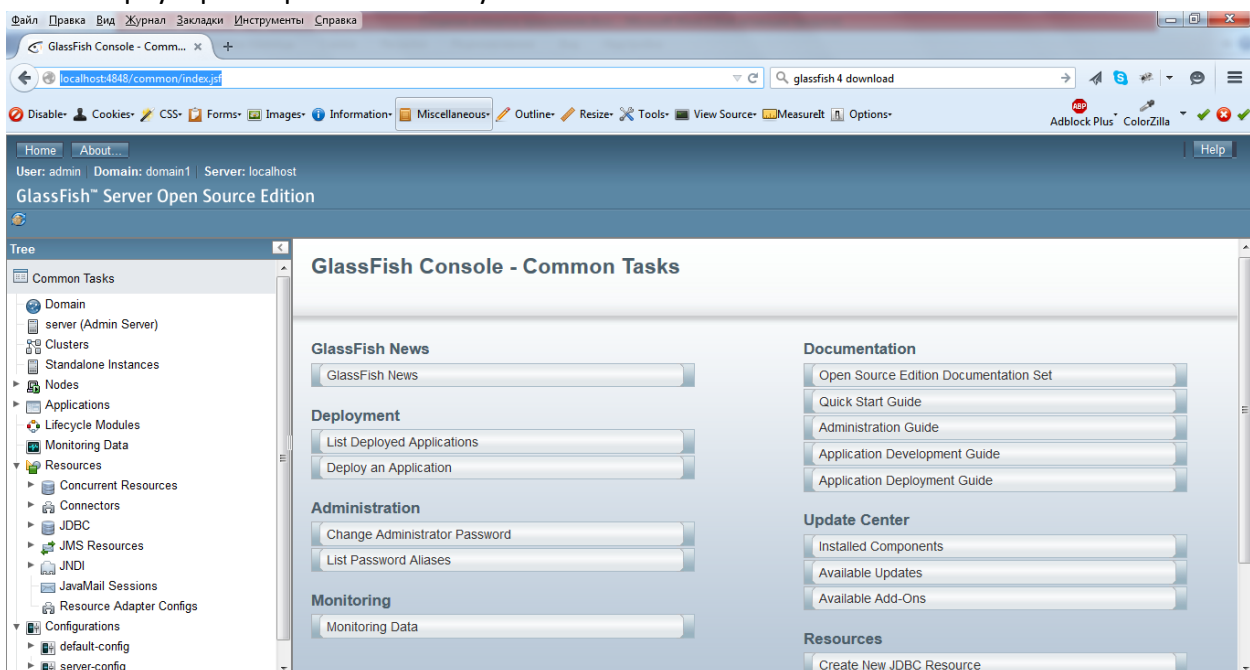 Файл Правка Вид Журнал Закладки Инструменты Справка
GlassFish Console - Comm... × +
localhost:4848/common/index.jsf
glassfish 4 download
Disable Cookies CSS Forms Images Information Miscellaneous Outline Resize Tools View Source MeasureIt Options
ABP
Adblock Plus ColorZilla
Home About... Help
User: admin Domain: domain1 Server: localhost
GlassFish™ Server Open Source Edition
Tree
Common Tasks
Domain
server (Admin Server)
Clusters
Standalone Instances
Nodes
Applications
Lifecycle Modules
Monitoring Data
Resources
Concurrent Resources
Connectors
JDBC
JMS Resources
JNDI
JavaMail Sessions
Resource Adapter Configs
Configurations
default-config
server-config
GlassFish Console - Common Tasks
GlassFish News
GlassFish News
Deployment
List Deployed Applications
Deploy an Application
Administration
Change Administrator Password
List Password Aliases
Monitoring
Monitoring Data
Documentation
Open Source Edition Documentation Set
Quick Start Guide
Administration Guide
Application Development Guide
Application Deployment Guide
Update Center
Installed Components
Available Updates
Available Add-Ons
Resources
Create New JDBC Resource